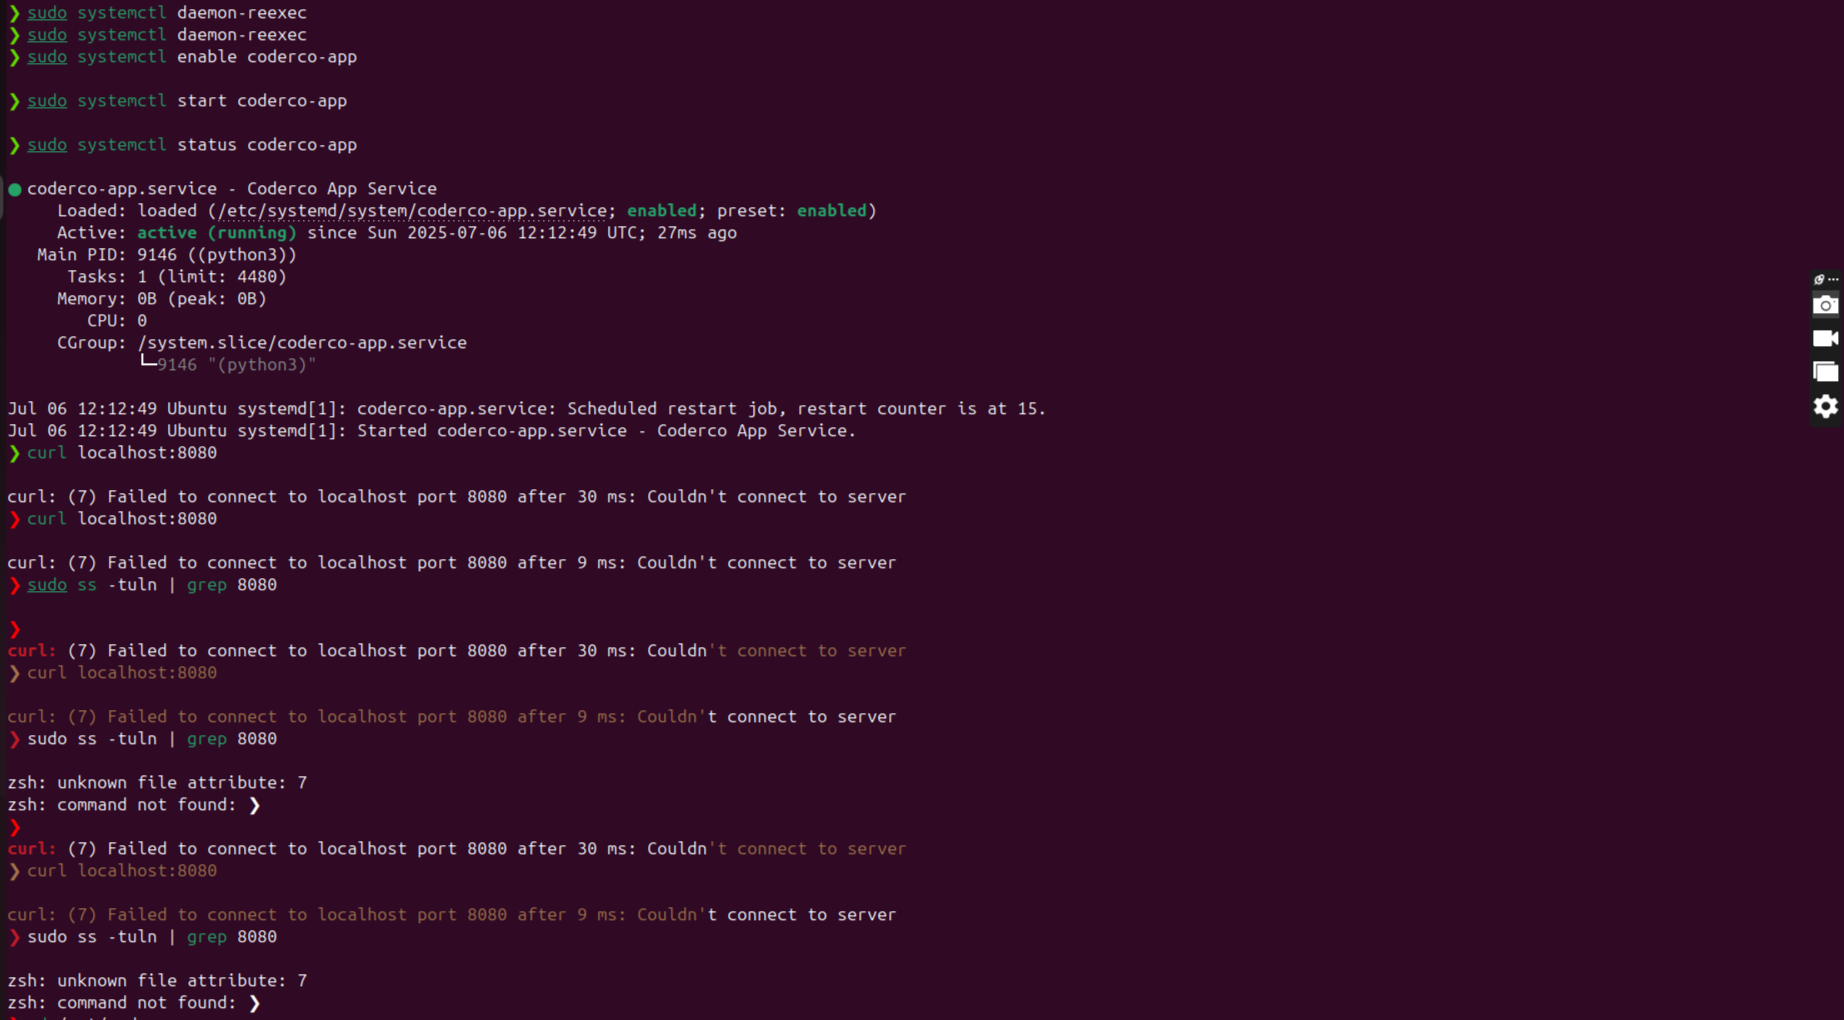 ❯ sudo systemctl daemon-reexec
❯ sudo systemctl daemon-reexec
❯ sudo systemctl enable coderco-app
❯ sudo systemctl start coderco-app
❯ sudo systemctl status coderco-app
● coderco-app.service - Coderco App Service
Loaded: loaded (/etc/systemd/system/coderco-app.service; enabled; preset: enabled)
Active: active (running) since Sun 2025-07-06 12:12:49 UTC; 27ms ago
Main PID: 9146 ((python3))
Tasks: 1 (limit: 4480)
Memory: 0B (peak: 0B)
CPU: 0
CGroup: /system.slice/coderco-app.service
└─9146 "(python3)"
Jul 06 12:12:49 Ubuntu systemd[1]: coderco-app.service: Scheduled restart job, restart counter is at 15.
Jul 06 12:12:49 Ubuntu systemd[1]: Started coderco-app.service - Coderco App Service.
❯ curl localhost:8080
curl: (7) Failed to connect to localhost port 8080 after 30 ms: Couldn't connect to server
❯ curl localhost:8080
curl: (7) Failed to connect to localhost port 8080 after 9 ms: Couldn't connect to server
❯ sudo ss -tuln | grep 8080
❯
curl: (7) Failed to connect to localhost port 8080 after 30 ms: Couldn't connect to server
❯ curl localhost:8080
curl: (7) Failed to connect to localhost port 8080 after 9 ms: Couldn't connect to server
❯ sudo ss -tuln | grep 8080
zsh: unknown file attribute: 7
zsh: command not found: ❯
❯
curl: (7) Failed to connect to localhost port 8080 after 30 ms: Couldn't connect to server
❯ curl localhost:8080
curl: (7) Failed to connect to localhost port 8080 after 9 ms: Couldn't connect to server
❯ sudo ss -tuln | grep 8080
zsh: unknown file attribute: 7
zsh: command not found: ❯